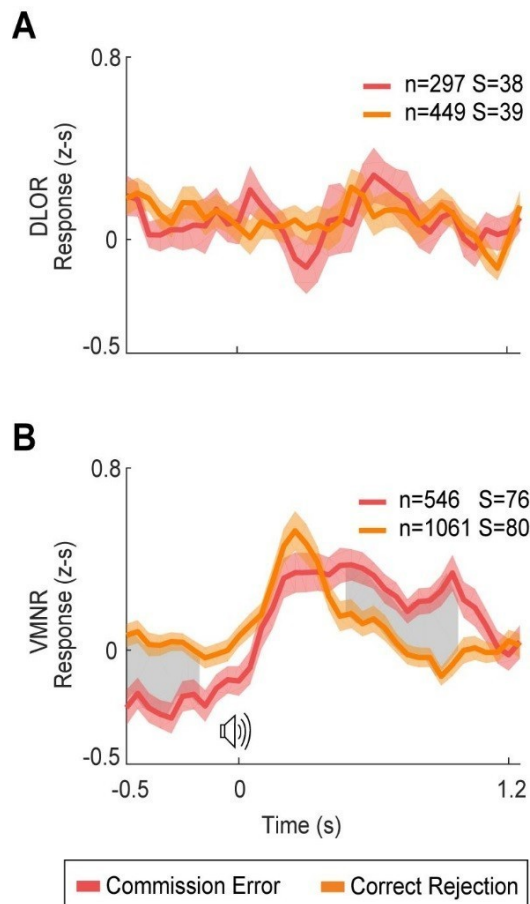 A
0.8
n=297 S=38
n=449 S=39
DLOR
Response (z-s)
0
-0.5
B
0.8
n=546 S=76
n=1061 S=80
VMNR
Response (z-s)
0
-0.5
-0.5 0 1.2
Time (s)
Commission Error Correct Rejection